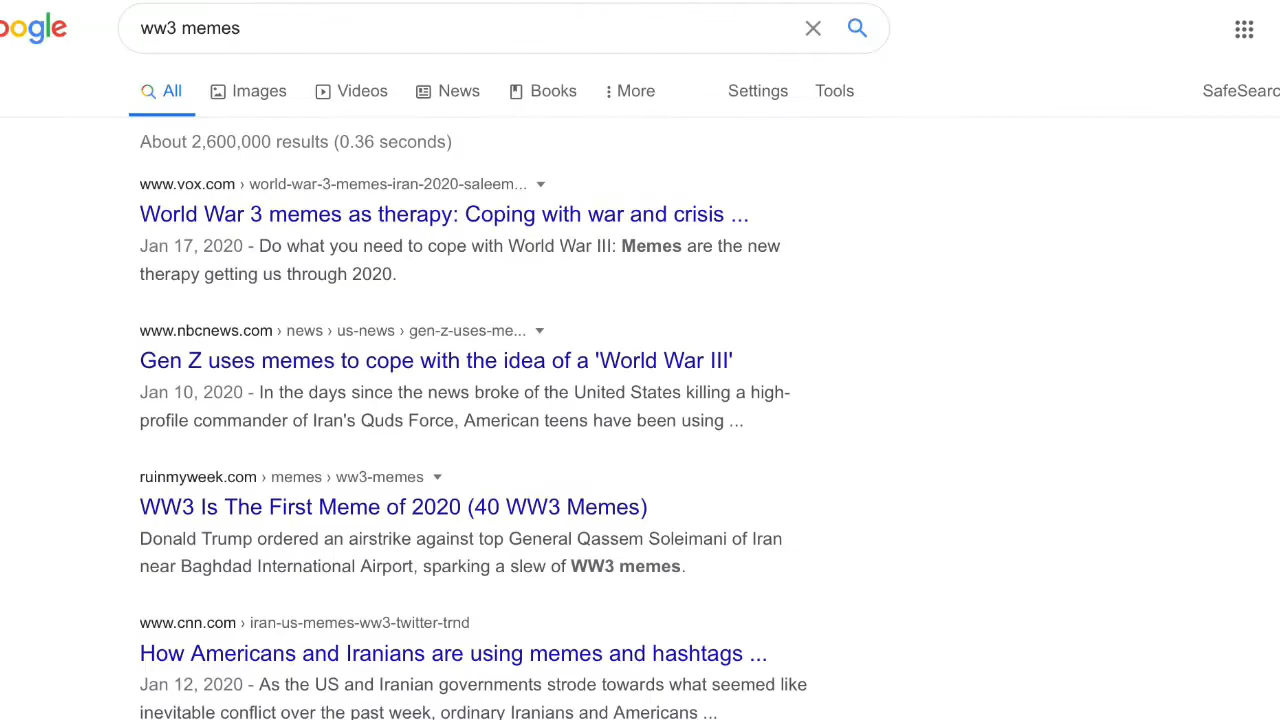 oogle
ww3 memes
All Images Videos News Books More Settings Tools SafeSearc
About 2,600,000 results (0.36 seconds)
www.vox.com › world-war-3-memes-iran-2020-saleem...
World War 3 memes as therapy: Coping with war and crisis ...
Jan 17, 2020 - Do what you need to cope with World War III: Memes are the new
therapy getting us through 2020.
www.nbcnews.com › news › us-news › gen-z-uses-me...
Gen Z uses memes to cope with the idea of a 'World War III'
Jan 10, 2020 - In the days since the news broke of the United States killing a high-
profile commander of Iran's Quds Force, American teens have been using ...
ruinmyweek.com › memes › ww3-memes
WW3 Is The First Meme of 2020 (40 WW3 Memes)
Donald Trump ordered an airstrike against top General Qassem Soleimani of Iran
near Baghdad International Airport, sparking a slew of WW3 memes.
www.cnn.com › iran-us-memes-ww3-twitter-trnd
How Americans and Iranians are using memes and hashtags ...
Jan 12, 2020 - As the US and Iranian governments strode towards what seemed like
inevitable conflict over the past week, ordinary Iranians and Americans ...